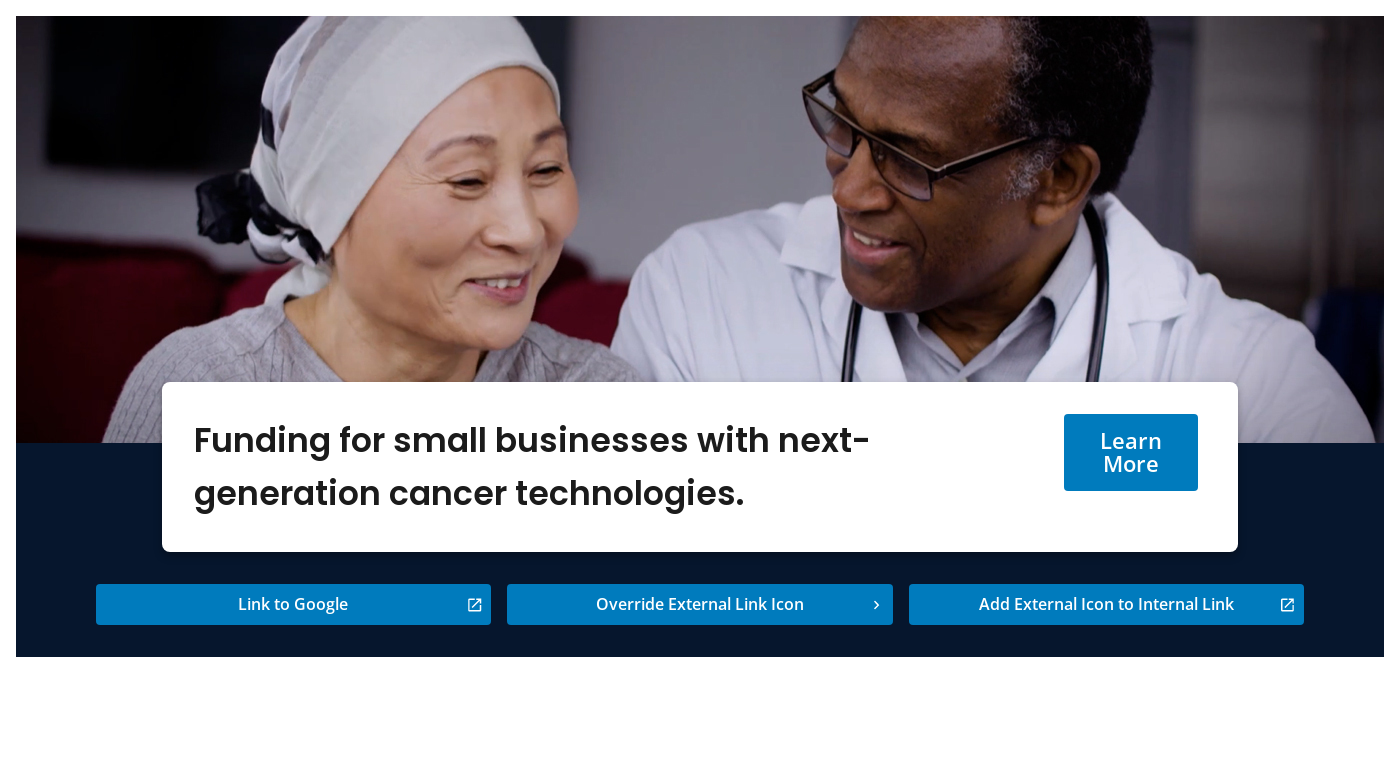 Funding for small businesses with next-
generation cancer technologies.
Learn
More
Link to Google
Override External Link Icon
Add External Icon to Internal Link